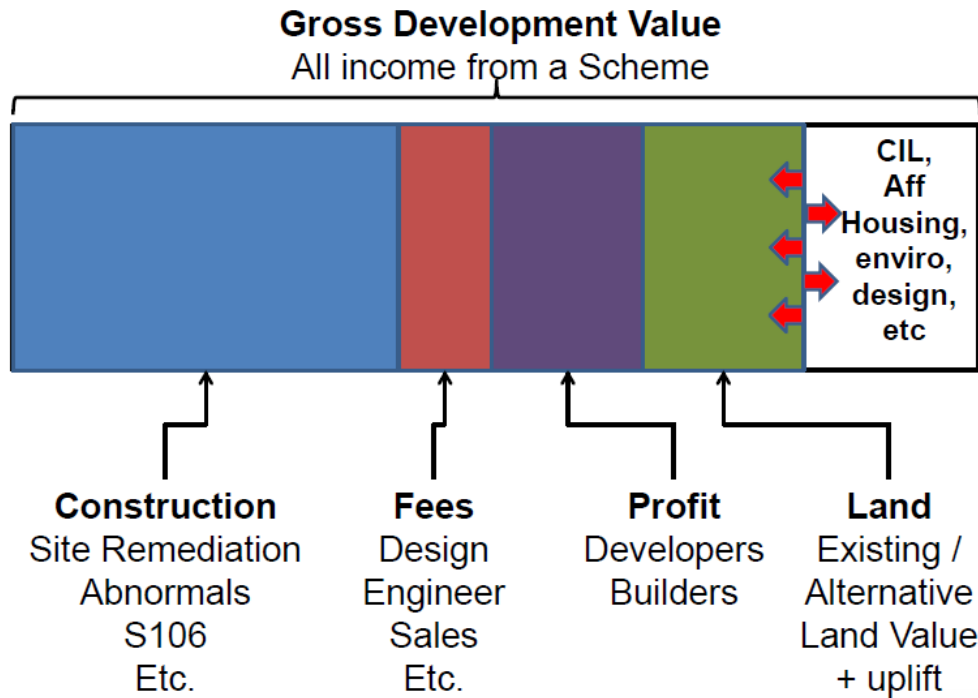 Gross Development Value
All income from a Scheme
CIL,
Aff
Housing,
enviro,
design,
etc
Construction
Site Remediation
Abnormals
S106
Etc.
Fees
Design
Engineer
Sales
Etc.
Profit
Developers
Builders
Land
Existing /
Alternative
Land Value
+ uplift